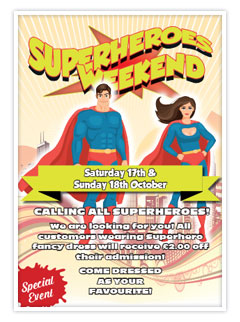 SUPERHEROES
WEEKEND
Saturday 17th &
Sunday 18th October
CALLING ALL SUPERHEROES!
We are looking for you! All
customers wearing Superhero
fancy dress will receive £2.00 off
their admission!
COME DRESSED
AS YOUR
FAVOURITE!
Special
Event